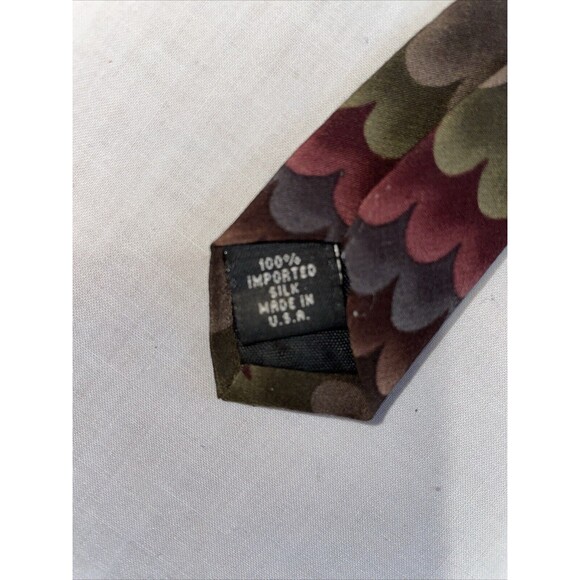 100%
IMPORTED
SILK
MADE IN
U.S.A.